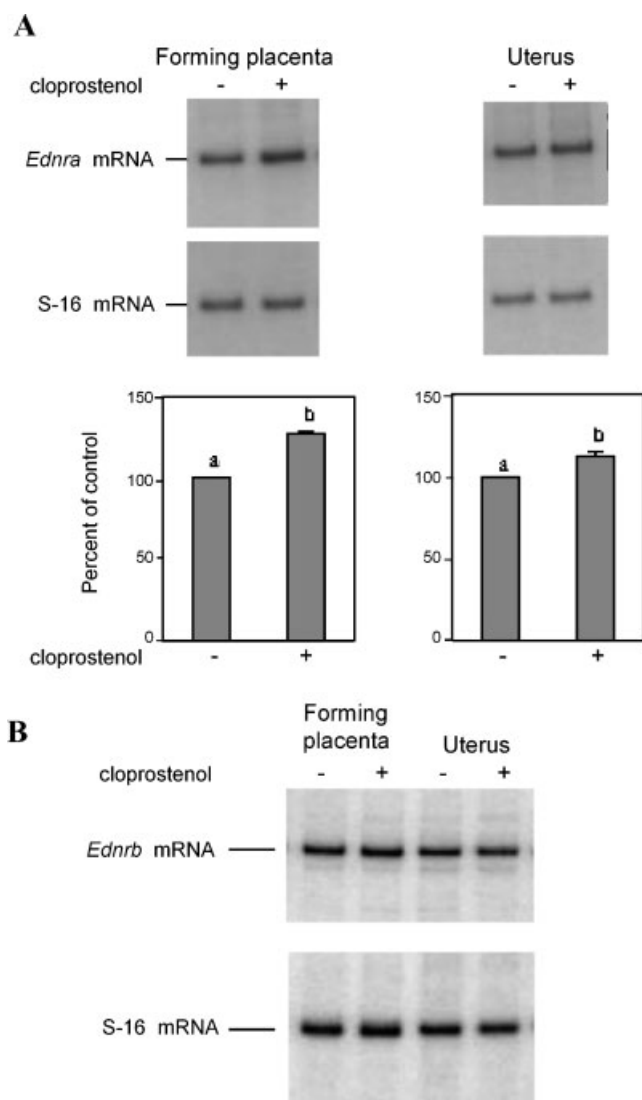 A
Forming placenta Uterus
cloprostenol - + - +
Ednra mRNA
S-16 mRNA
150 150
b b
a a
100 100
50 50
0 0
Percent of control
cloprostenol - + - +
B
Forming
placenta Uterus
cloprostenol - + - +
Ednrb mRNA
S-16 mRNA